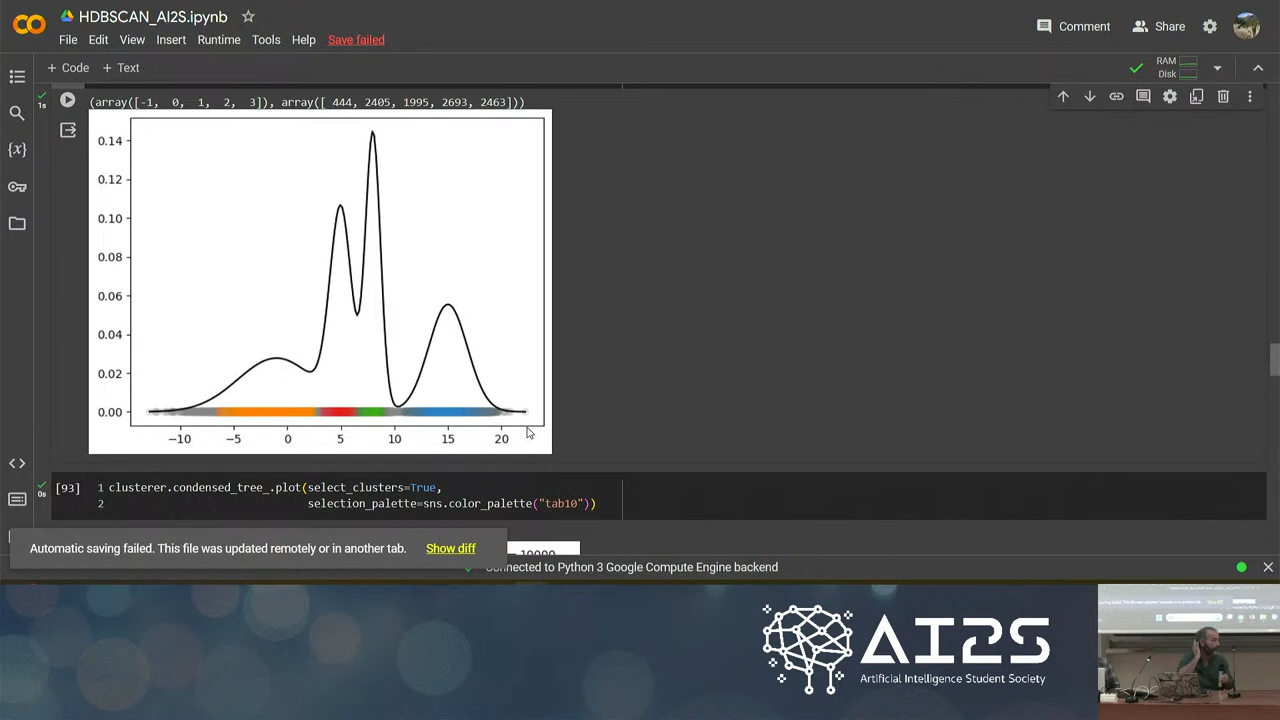 HDBSCAN_AI2S.ipynb
File Edit View Insert Runtime Tools Help Save failed
Comment Share
+ Code + Text
RAM
Disk
1s
(array([-1, 0, 1, 2, 3]), array([ 444, 2405, 1995, 2693, 2463]))
0.14
0.12
0.10
0.08
0.06
0.04
0.02
0.00
−10 −5 0 5 10 15 20
0s
[93]
1 clusterer.condensed_tree_.plot(select_clusters=True,
2 selection_palette=sns.color_palette("tab10"))
Automatic saving failed. This file was updated remotely or in another tab. Show diff
10000
Connected to Python 3 Google Compute Engine backend
AI2S
Artificial Intelligence Student Society